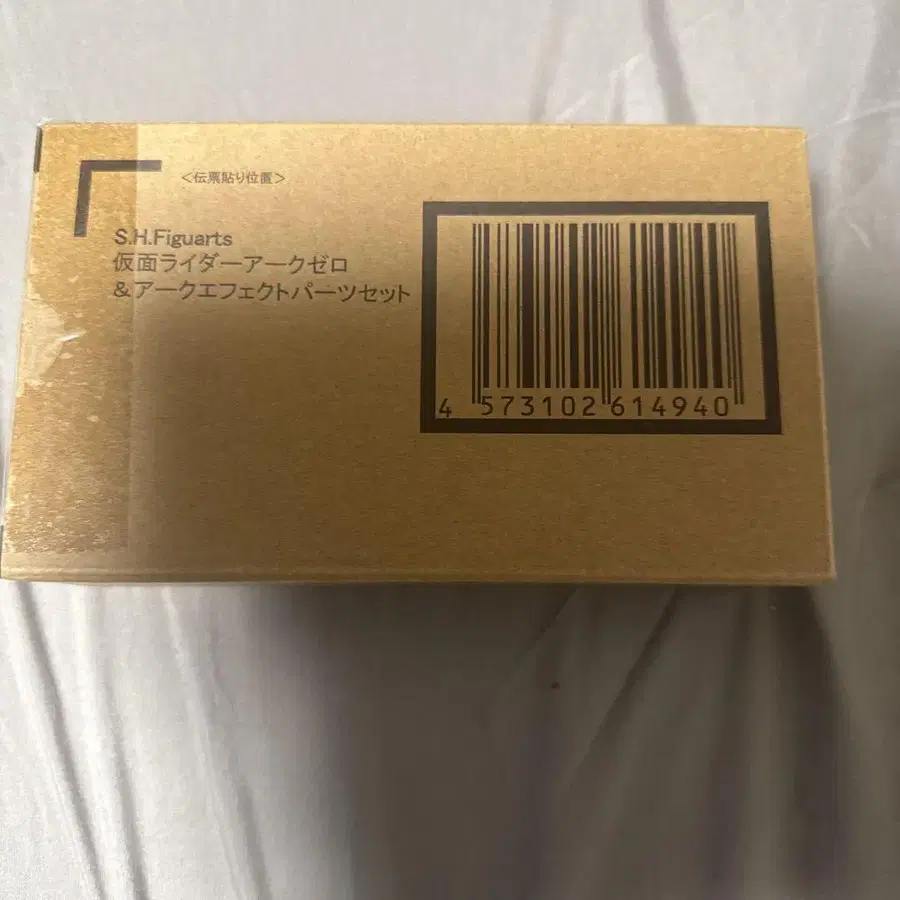 <伝票貼り位置>
S.H.Figuarts
仮面ライダーアークゼロ
&アークエフェクトパーツセット
4 573102 614940